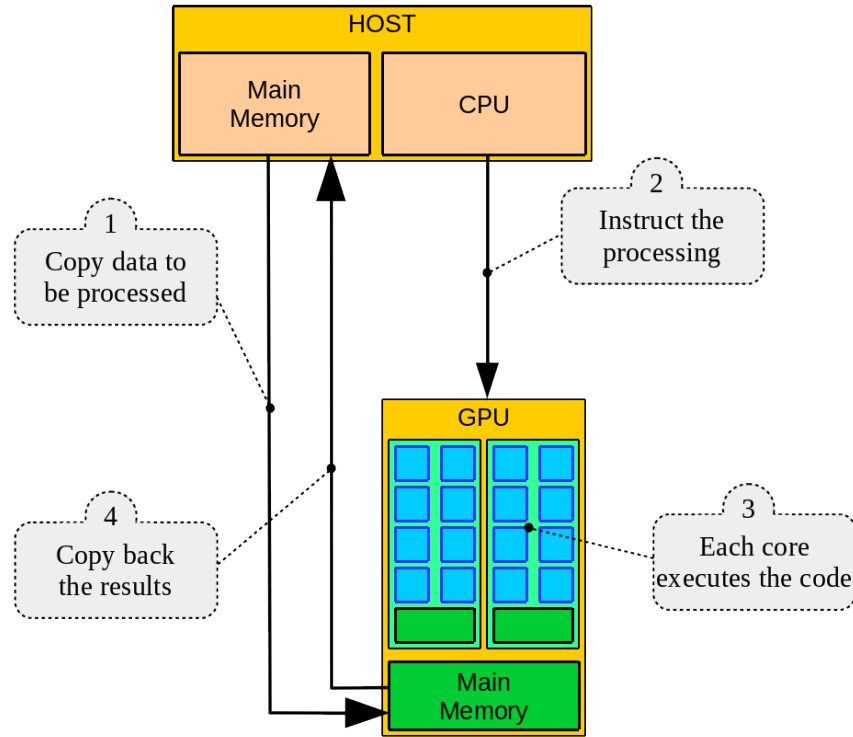 HOST
Main
Memory
CPU
1
Copy data to
be processed
2
Instruct the
processing
GPU
3
Each core
executes the code
4
Copy back
the results
Main
Memory